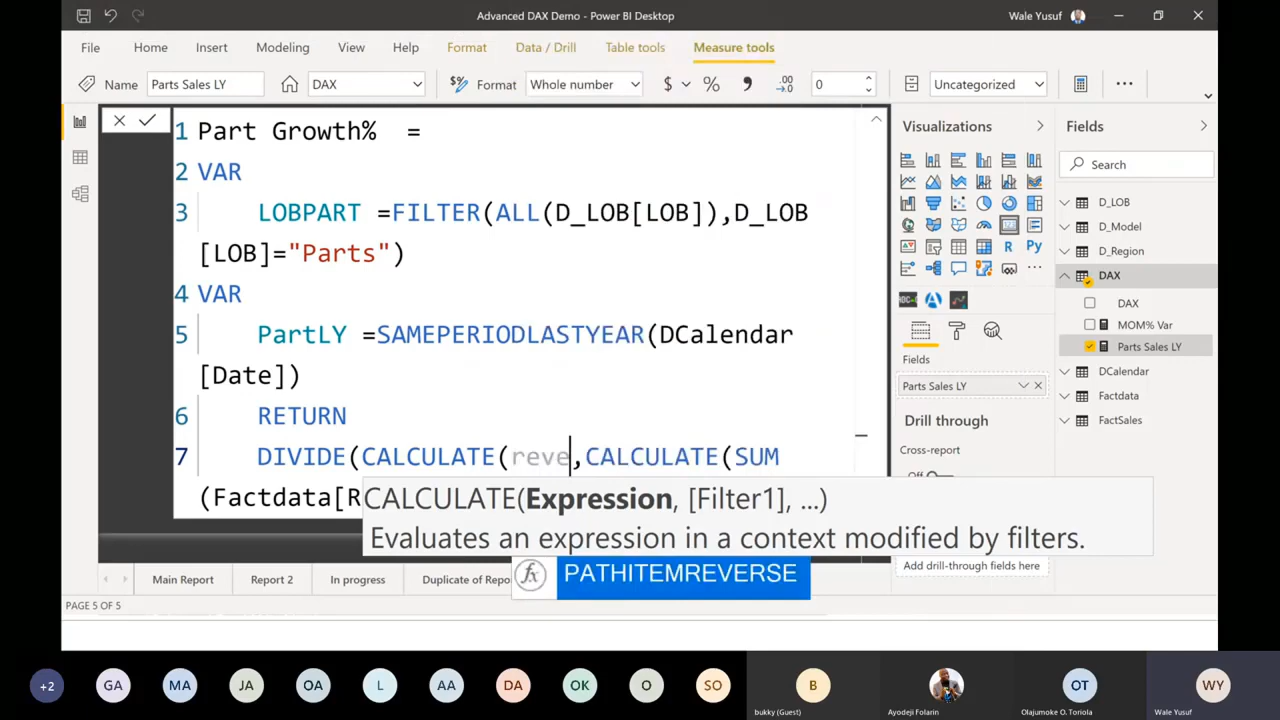 Advanced DAX Demo - Power BI Desktop
Wale Yusuf
File
Home
Insert
Modeling
View
Help
Format
Data / Drill
Table tools
Measure tools
Name
Parts Sales LY
DAX
Format
Whole number
$
%
,
.00
→.0
0
Uncategorized
...
1 Part Growth% =
2 VAR
3 LOBPART =FILTER(ALL(D_LOB[LOB]),D_LOB
[LOB]="Parts")
4 VAR
5 PartLY =SAMEPERIODLASTYEAR(DCalendar
[Date])
6 RETURN
7 DIVIDE(CALCULATE(reve,CALCULATE(SUM
(Factdata[R
CALCULATE(Expression, [Filter1], ...)
Evaluates an expression in a context modified by filters.
fx PATHITEMREVERSE
Visualizations
R
Py
Fields
Parts Sales LY
Drill through
Cross-report
Off
Add drill-through fields here
Fields
Search
D_LOB
D_Model
D_Region
DAX
DAX
MOM% Var
Parts Sales LY
DCalendar
Factdata
FactSales
Main Report
Report 2
In progress
Duplicate of Repo
PAGE 5 OF 5
+2
GA
MA
JA
OA
L
AA
DA
OK
O
SO
B
bukky (Guest)
Ayodeji Folarin
OT
Olajumoke O. Toriola
WY
Wale Yusuf